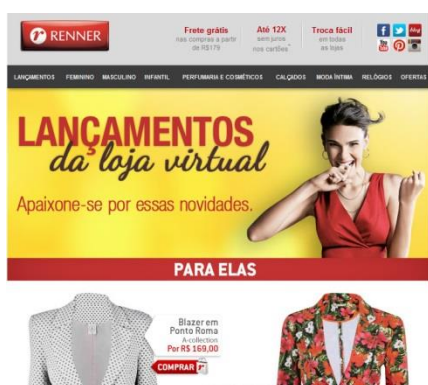 RENNER
Frete grátis
nas compras a partir
de R$179
Até 12X
sem juros
nos cartões*
Troca fácil
em todas
as lojas
LANÇAMENTOS FEMININO MASCULINO INFANTIL PERFUMARIA E COSMÉTICOS CALÇADOS MODA ÍNTIMA RELÓGIOS OFERTAS
LANÇAMENTOS
da loja virtual
Apaixone-se por essas novidades.
PARA ELAS
Blazer em
Ponto Roma
A-collection
Por R$ 169,00
COMPRAR